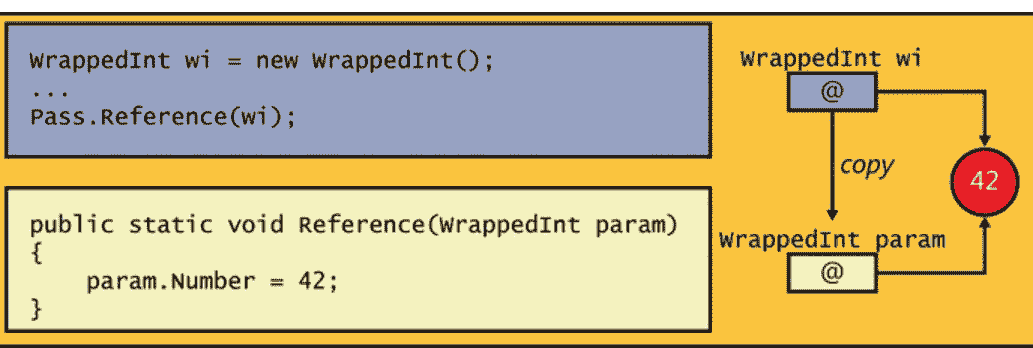 WrappedInt wi = new WrappedInt();
...
Pass.Reference(wi);
public static void Reference(WrappedInt param)
{
    param.Number = 42;
}
WrappedInt wi
@
copy
42
WrappedInt param
@